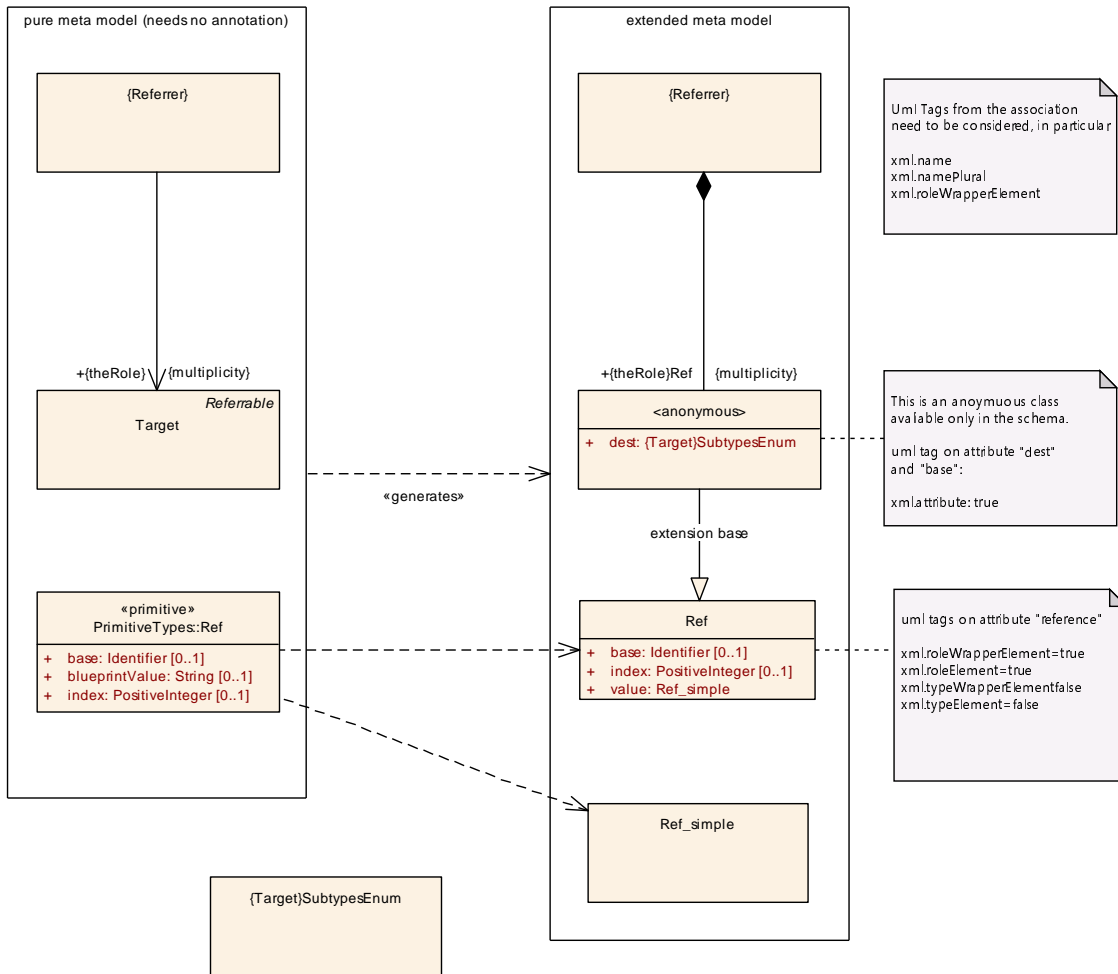 pure meta model (needs no annotation)
{Referrer}
+{theRole}
{multiplicity}
Referrable
Target
«primitive»
PrimitiveTypes::Ref
+ base: Identifier [0..1]
+ blueprintValue: String [0..1]
+ index: PositiveInteger [0..1]
«generates»
{Target}SubtypesEnum
extended meta model
{Referrer}
+{theRole}Ref
{multiplicity}
<anonymous>
+ dest: {Target}SubtypesEnum
extension base
Ref
+ base: Identifier [0..1]
+ index: PositiveInteger [0..1]
+ value: Ref_simple
Ref_simple
Uml Tags from the association
need to be considered, in particular
xml.name
xml.namePlural
xml.roleWrapperElement
This is an anoymuous class
available only in the schema.
uml tag on attribute "dest"
and "base":
xml.attribute: true
uml tags on attribute "reference"
xml.roleWrapperElement=true
xml.roleElement=true
xml.typeWrapperElementfalse
xml.typeElement=false